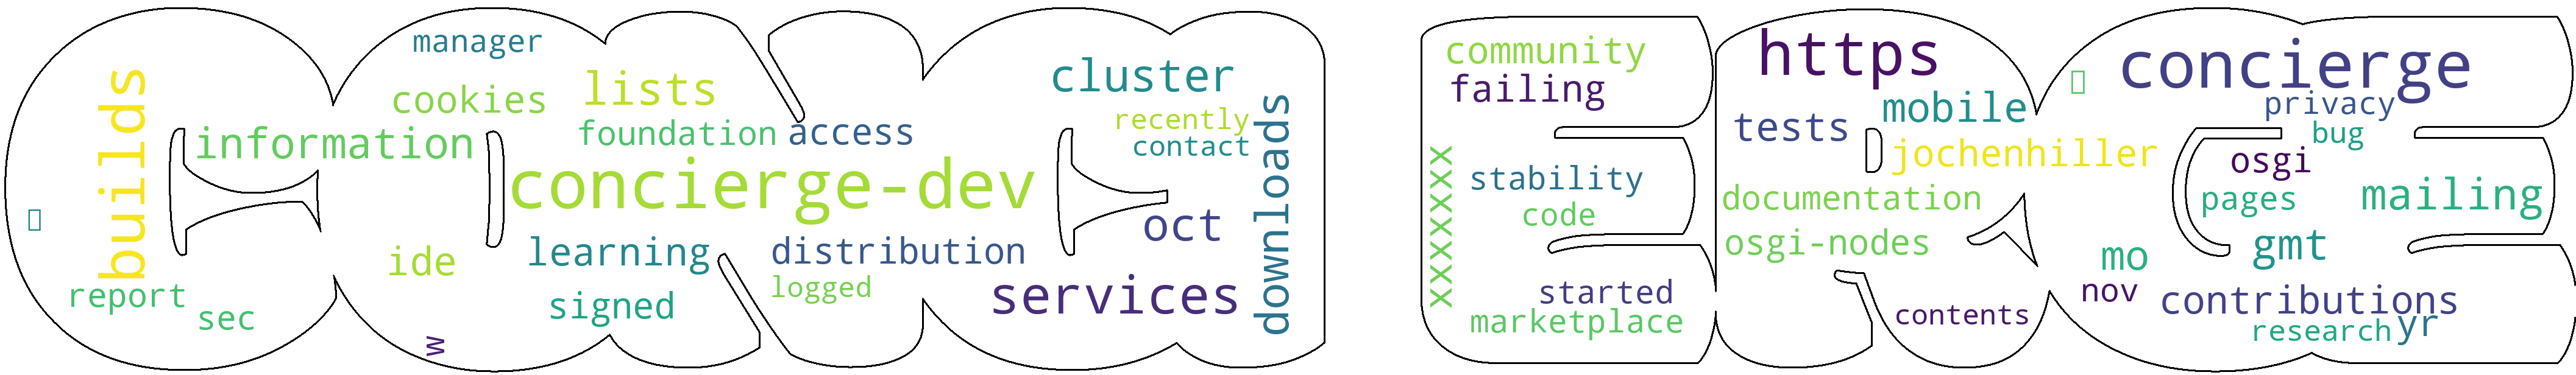 builds
information
report
sec
manager
cookies
ide
w
lists
foundation
access
concierge-dev
learning
signed
distribution
logged
cluster
recently
contact
oct
services
downloads
community
failing
xxxxxxxx
stability
code
started
marketplace
https
tests
mobile
jochenhiller
documentation
osgi-nodes
contents
concierge
privacy
bug
osgi
pages
mailing
gmt
mo
nov
contributions
research
yr